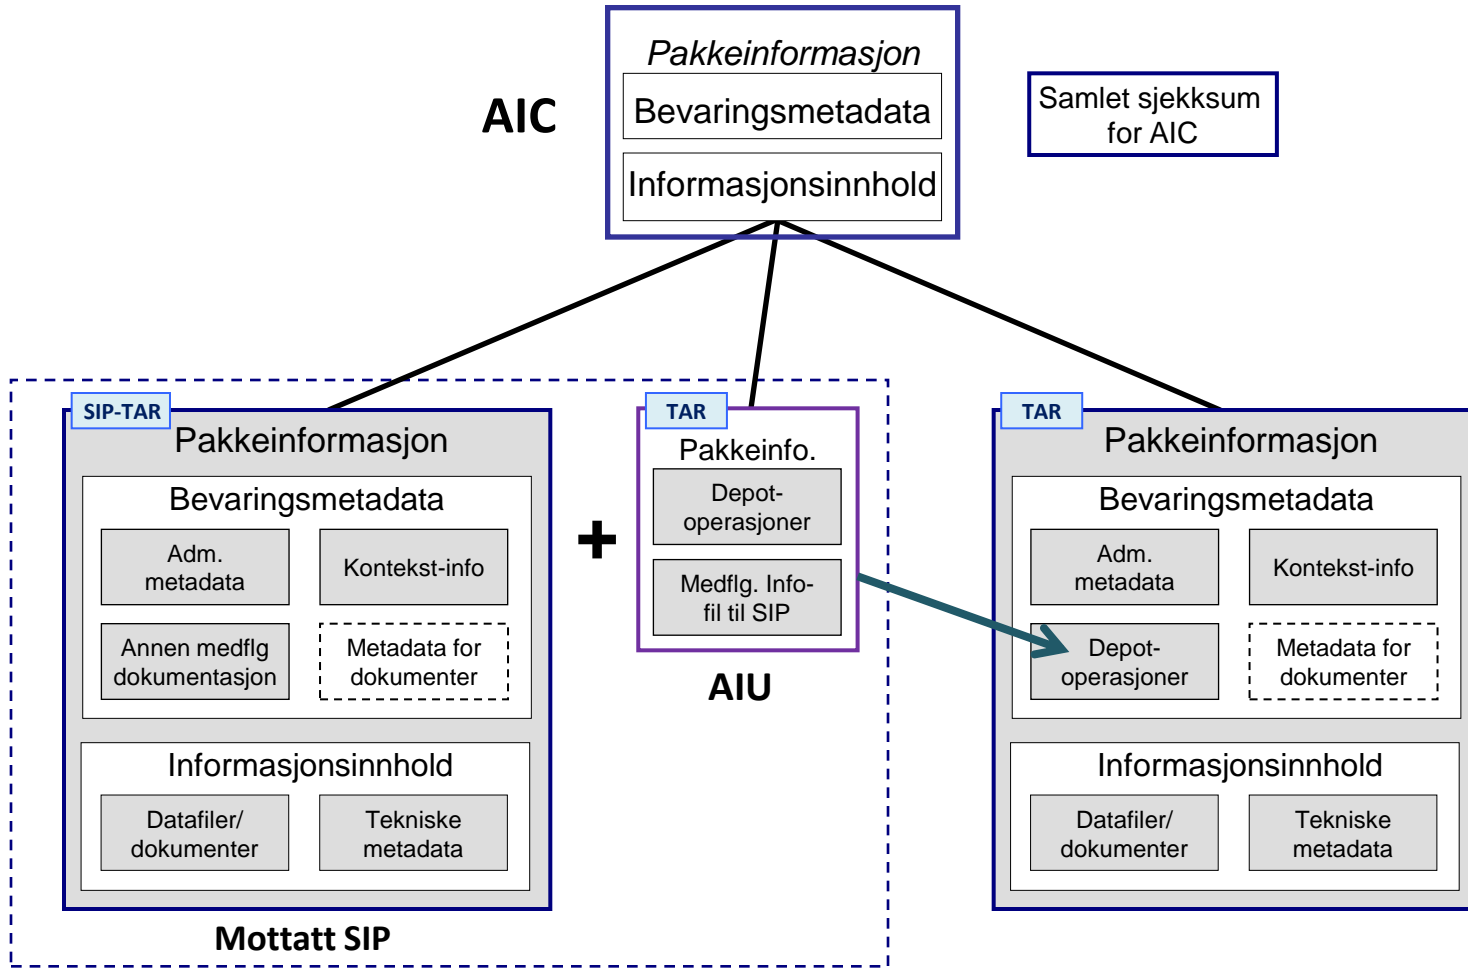 Pakkeinformasjon
Bevaringsmetadata
Informasjonsinnhold
AIC
Samlet sjekksum
for AIC
SIP-TAR
Pakkeinformasjon
Bevaringsmetadata
Adm.
metadata
Kontekst-info
Annen medflg
dokumentasjon
Metadata for
dokumenter
Informasjonsinnhold
Datafiler/
dokumenter
Tekniske
metadata
Mottatt SIP
+
TAR
Pakkeinfo.
Depot-
operasjoner
Medflg. Info-
fil til SIP
AIU
TAR
Pakkeinformasjon
Bevaringsmetadata
Adm.
metadata
Kontekst-info
Depot-
operasjoner
Metadata for
dokumenter
Informasjonsinnhold
Datafiler/
dokumenter
Tekniske
metadata